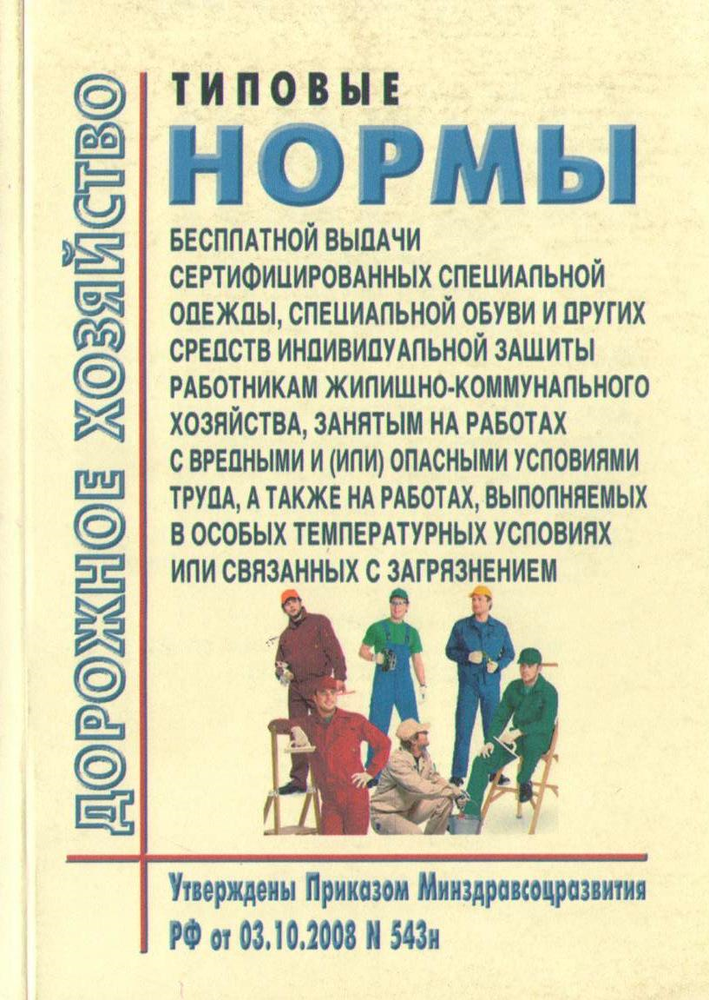 ДОРОЖНОЕ ХОЗЯЙСТВО
ТИПОВЫЕ
НОРМЫ
БЕСПЛАТНОЙ ВЫДАЧИ
СЕРТИФИЦИРОВАННЫХ СПЕЦИАЛЬНОЙ
ОДЕЖДЫ, СПЕЦИАЛЬНОЙ ОБУВИ И ДРУГИХ
СРЕДСТВ ИНДИВИДУАЛЬНОЙ ЗАЩИТЫ
РАБОТНИКАМ ЖИЛИЩНО-КОММУНАЛЬНОГО
ХОЗЯЙСТВА, ЗАНЯТЫМ НА РАБОТАХ
С ВРЕДНЫМИ И (ИЛИ) ОПАСНЫМИ УСЛОВИЯМИ
ТРУДА, А ТАКЖЕ НА РАБОТАХ, ВЫПОЛНЯЕМЫХ
В ОСОБЫХ ТЕМПЕРАТУРНЫХ УСЛОВИЯХ
ИЛИ СВЯЗАННЫХ С ЗАГРЯЗНЕНИЕМ
Утверждены Приказом Минздравсоцразвития
РФ от 03.10.2008 N 543н